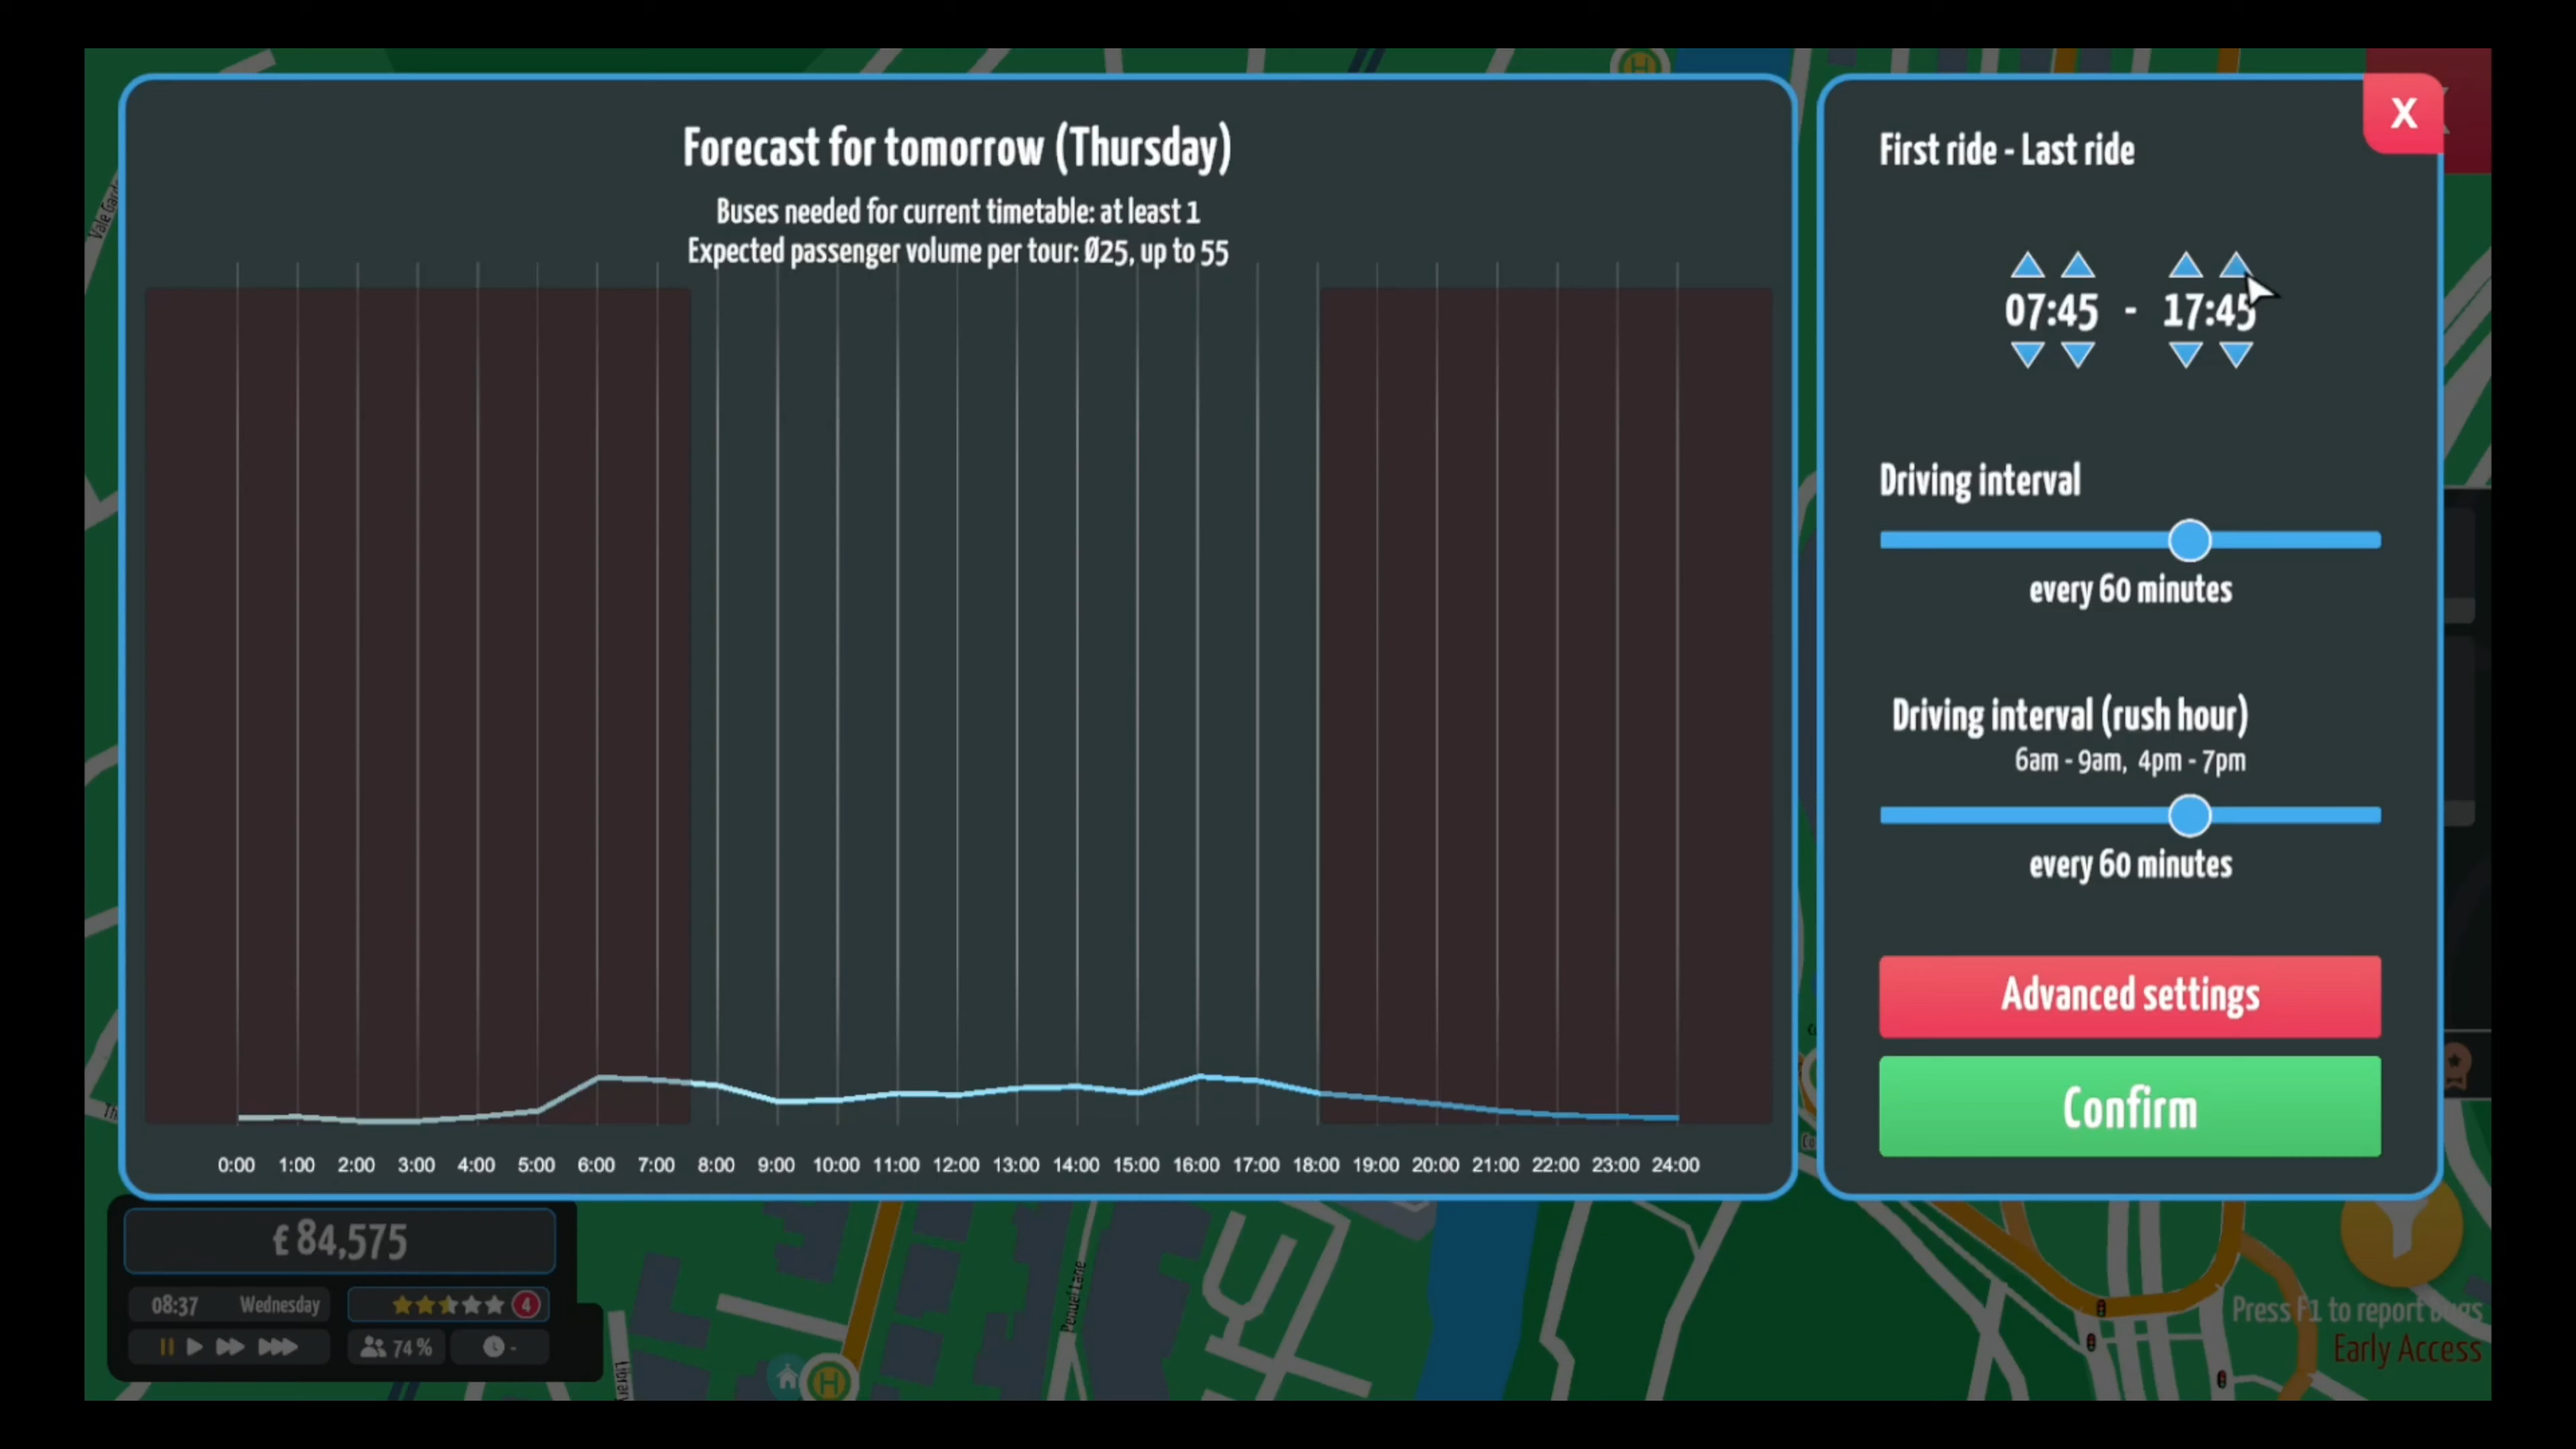 Forecast for tomorrow (Thursday)
Buses needed for current timetable: at least 1
Expected passenger volume per tour: Ø25, up to 55
0:00 1:00 2:00 3:00 4:00 5:00 6:00 7:00 8:00 9:00 10:00 11:00 12:00 13:00 14:00 15:00 16:00 17:00 18:00 19:00 20:00 21:00 22:00 23:00 24:00
X
First ride - Last ride
07:45 - 17:45
Driving interval
every 60 minutes
Driving interval (rush hour)
6am - 9am, 4pm - 7pm
every 60 minutes
Advanced settings
Confirm
£ 84,575
08:37 Wednesday
4
74 %
-
Press F1 to report bugs
Early Access
H
H